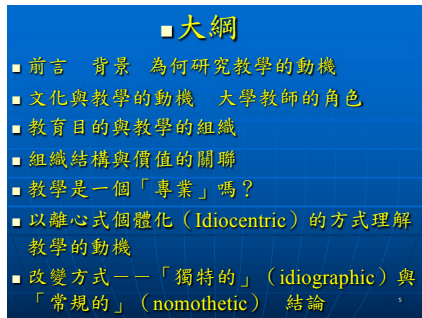 大綱
前言 背景 為何研究教學的動機
文化與教學的動機 大學教師的角色
教育目的與教學的組織
組織結構與價值的關聯
教學是一個「專業」嗎？
以離心式個體化（Idiocentric）的方式理解
教學的動機
改變方式－－「獨特的」（idiographic）與
「常規的」（nomothetic） 結論
5